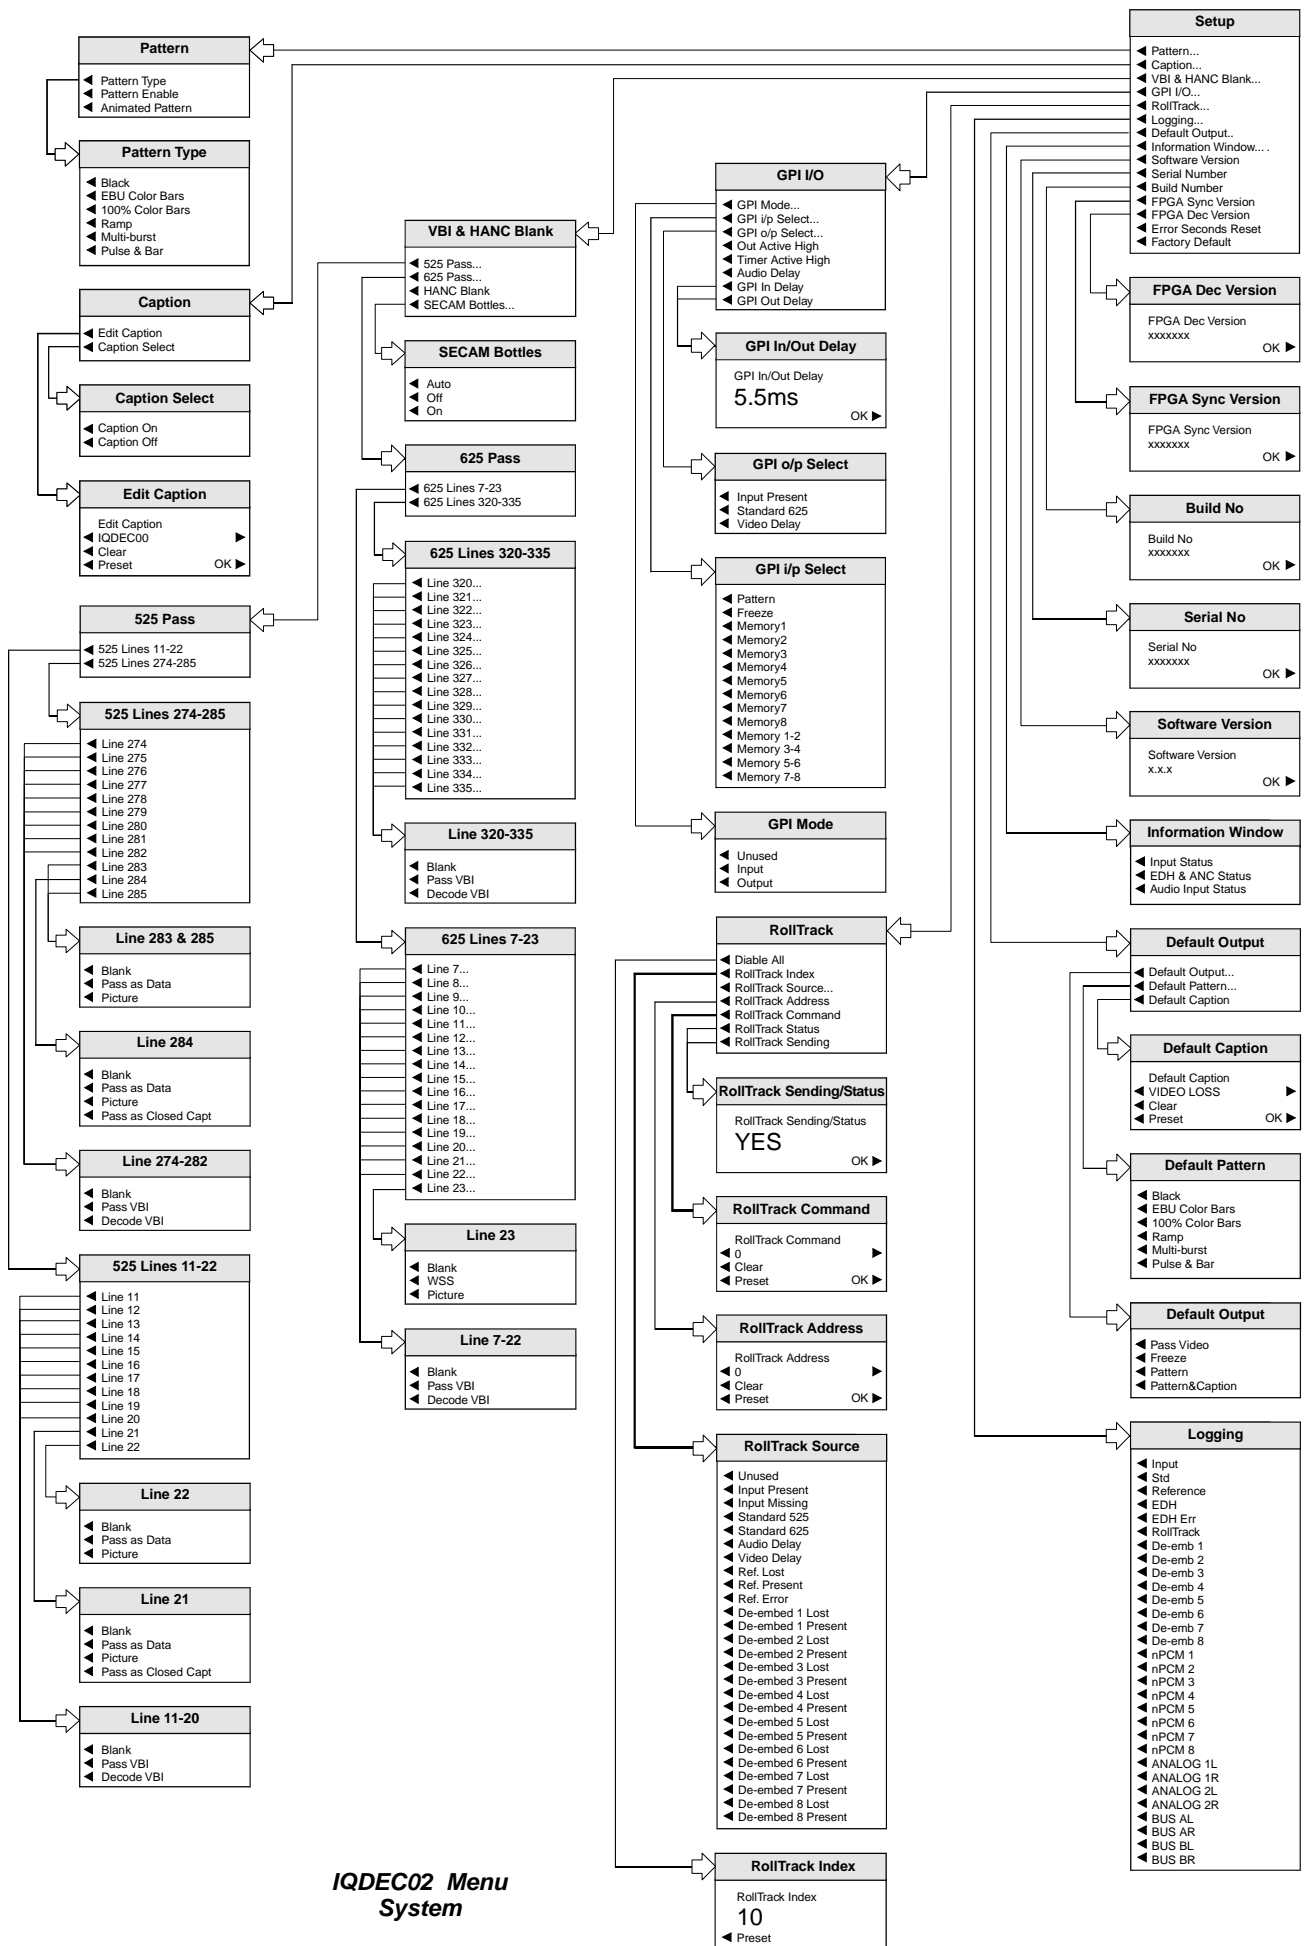 Setup
Pattern...
Caption...
VBI & HANC Blank...
GPI I/O...
RollTrack...
Logging...
Default Output..
Information Window... .
Software Version
Serial Number
Build Number
FPGA Sync Version
FPGA Dec Version
Error Seconds Reset
Factory Default
Pattern
Pattern Type
Pattern Enable
Animated Pattern
Pattern Type
Black
EBU Color Bars
100% Color Bars
Ramp
Multi-burst
Pulse & Bar
Caption
Edit Caption
Caption Select
Caption Select
Caption On
Caption Off
Edit Caption
Edit Caption
IQDEC00
Clear
Preset OK
525 Pass
525 Lines 11-22
525 Lines 274-285
525 Lines 274-285
Line 274
Line 275
Line 276
Line 277
Line 278
Line 279
Line 280
Line 281
Line 282
Line 283
Line 284
Line 285
Line 283 & 285
Blank
Pass as Data
Picture
Line 284
Blank
Pass as Data
Picture
Pass as Closed Capt
Line 274-282
Blank
Pass VBI
Decode VBI
525 Lines 11-22
Line 11
Line 12
Line 13
Line 14
Line 15
Line 16
Line 17
Line 18
Line 19
Line 20
Line 21
Line 22
Line 22
Blank
Pass as Data
Picture
Line 21
Blank
Pass as Data
Picture
Pass as Closed Capt
Line 11-20
Blank
Pass VBI
Decode VBI
VBI & HANC Blank
525 Pass...
625 Pass...
HANC Blank
SECAM Bottles...
SECAM Bottles
Auto
Off
On
625 Pass
625 Lines 7-23
625 Lines 320-335
625 Lines 320-335
Line 320...
Line 321...
Line 322...
Line 323...
Line 324...
Line 325...
Line 326...
Line 327...
Line 328...
Line 329...
Line 330...
Line 331...
Line 332...
Line 333...
Line 334...
Line 335...
Line 320-335
Blank
Pass VBI
Decode VBI
625 Lines 7-23
Line 7...
Line 8...
Line 9...
Line 10...
Line 11...
Line 12...
Line 13...
Line 14...
Line 15...
Line 16...
Line 17...
Line 18...
Line 19...
Line 20...
Line 21...
Line 22...
Line 23...
Line 23
Blank
WSS
Picture
Line 7-22
Blank
Pass VBI
Decode VBI
GPI I/O
GPI Mode...
GPI i/p Select...
GPI o/p Select...
Out Active High
Timer Active High
Audio Delay
GPI In Delay
GPI Out Delay
GPI In/Out Delay
GPI In/Out Delay
5.5ms
OK
GPI o/p Select
Input Present
Standard 625
Video Delay
GPI i/p Select
Pattern
Freeze
Memory1
Memory2
Memory3
Memory4
Memory5
Memory6
Memory7
Memory8
Memory 1-2
Memory 3-4
Memory 5-6
Memory 7-8
GPI Mode
Unused
Input
Output
RollTrack
Diable All
RollTrack Index
RollTrack Source...
RollTrack Address
RollTrack Command
RollTrack Status
RollTrack Sending
RollTrack Sending/Status
RollTrack Sending/Status
YES
OK
RollTrack Command
RollTrack Command
0
Clear
Preset OK
RollTrack Address
RollTrack Address
0
Clear
Preset OK
RollTrack Source
Unused
Input Present
Input Missing
Standard 525
Standard 625
Audio Delay
Video Delay
Ref. Lost
Ref. Present
Ref. Error
De-embed 1 Lost
De-embed 1 Present
De-embed 2 Lost
De-embed 2 Present
De-embed 3 Lost
De-embed 3 Present
De-embed 4 Lost
De-embed 4 Present
De-embed 5 Lost
De-embed 5 Present
De-embed 6 Lost
De-embed 6 Present
De-embed 7 Lost
De-embed 7 Present
De-embed 8 Lost
De-embed 8 Present
RollTrack Index
RollTrack Index
10
Preset
FPGA Dec Version
FPGA Dec Version
xxxxxxx
OK
FPGA Sync Version
FPGA Sync Version
xxxxxxx
OK
Build No
Build No
xxxxxxx
OK
Serial No
Serial No
xxxxxxx
OK
Software Version
Software Version
x.x.x
OK
Information Window
Input Status
EDH & ANC Status
Audio Input Status
Default Output
Default Output...
Default Pattern...
Default Caption
Default Caption
Default Caption
VIDEO LOSS
Clear
Preset OK
Default Pattern
Black
EBU Color Bars
100% Color Bars
Ramp
Multi-burst
Pulse & Bar
Default Output
Pass Video
Freeze
Pattern
Pattern&Caption
Logging
Input
Std
Reference
EDH
EDH Err
RollTrack
De-emb 1
De-emb 2
De-emb 3
De-emb 4
De-emb 5
De-emb 6
De-emb 7
De-emb 8
nPCM 1
nPCM 2
nPCM 3
nPCM 4
nPCM 5
nPCM 6
nPCM 7
nPCM 8
ANALOG 1L
ANALOG 1R
ANALOG 2L
ANALOG 2R
BUS AL
BUS AR
BUS BL
BUS BR
IQDEC02 Menu
System